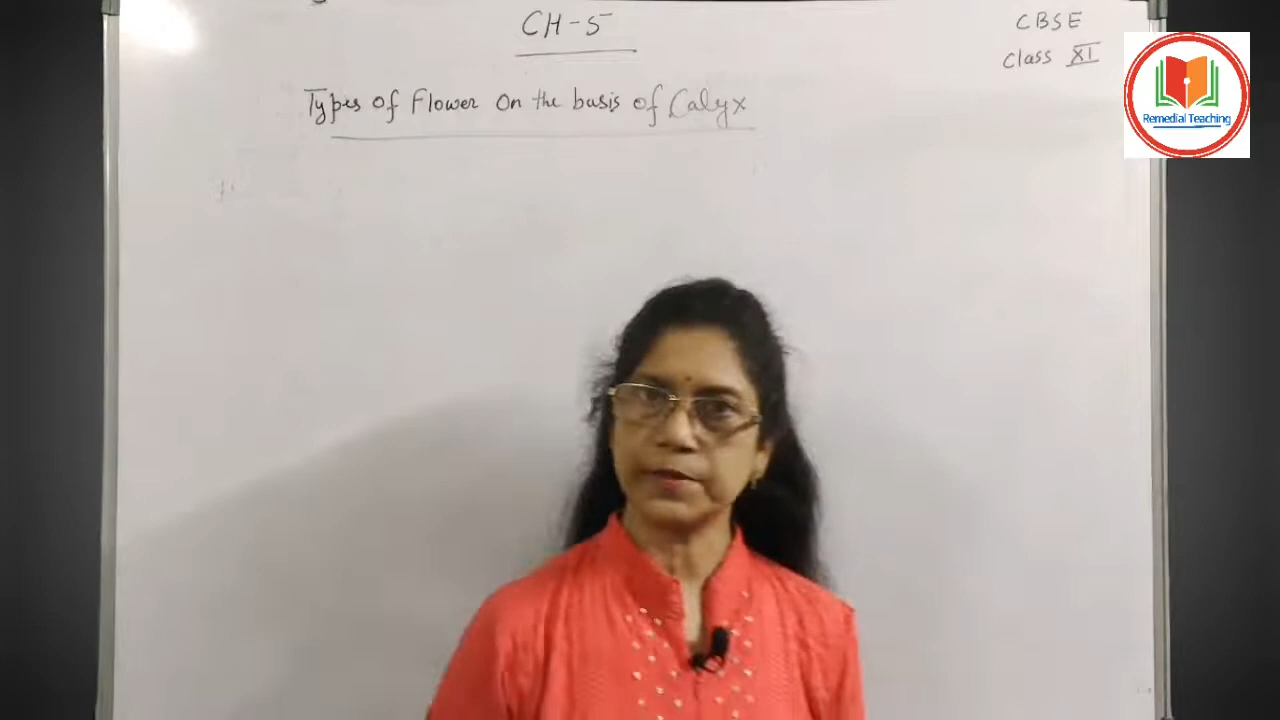 CH-5
CBSE
Class XI
Types of Flower On the basis of Calyx
Remedial Teaching